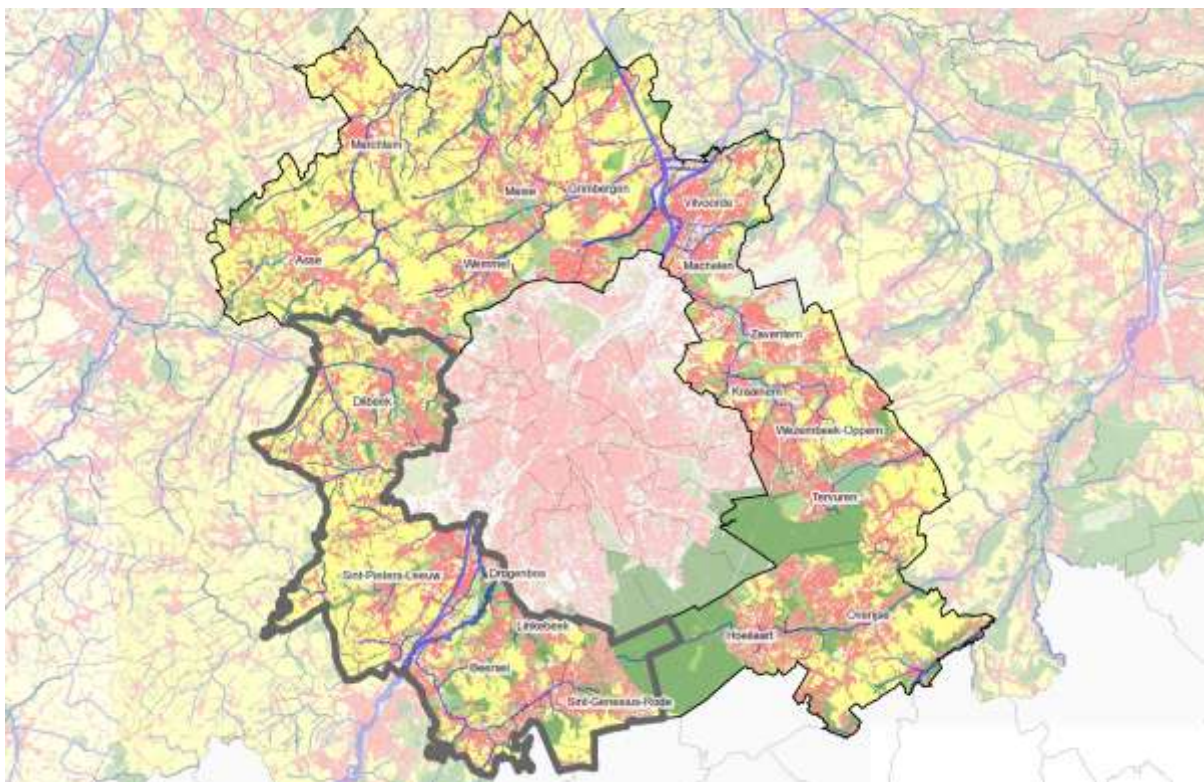 Merchtem
Meise
Grimbergen
Vilvoorde
Asse
Wemmel
Machelen
Zaventem
Dilbeek
Kraainem
Wezembeek-Oppem
Tervuren
Sint-Pieters-Leeuw
Drogenbos
Linkebeek
Overijse
Hoeilaart
Beersel
Sint-Genesius-Rode